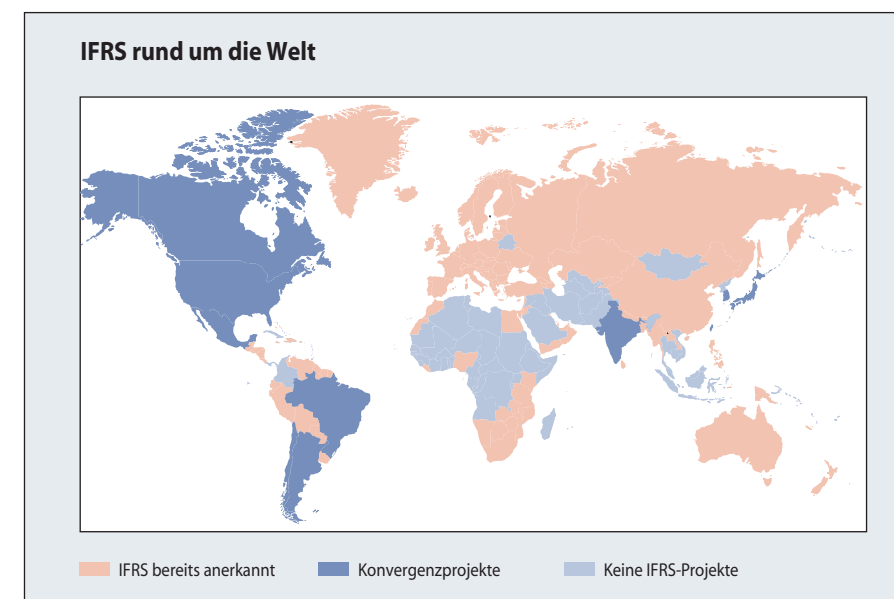 IFRS rund um die Welt
IFRS bereits anerkannt
Konvergenzprojekte
Keine IFRS-Projekte